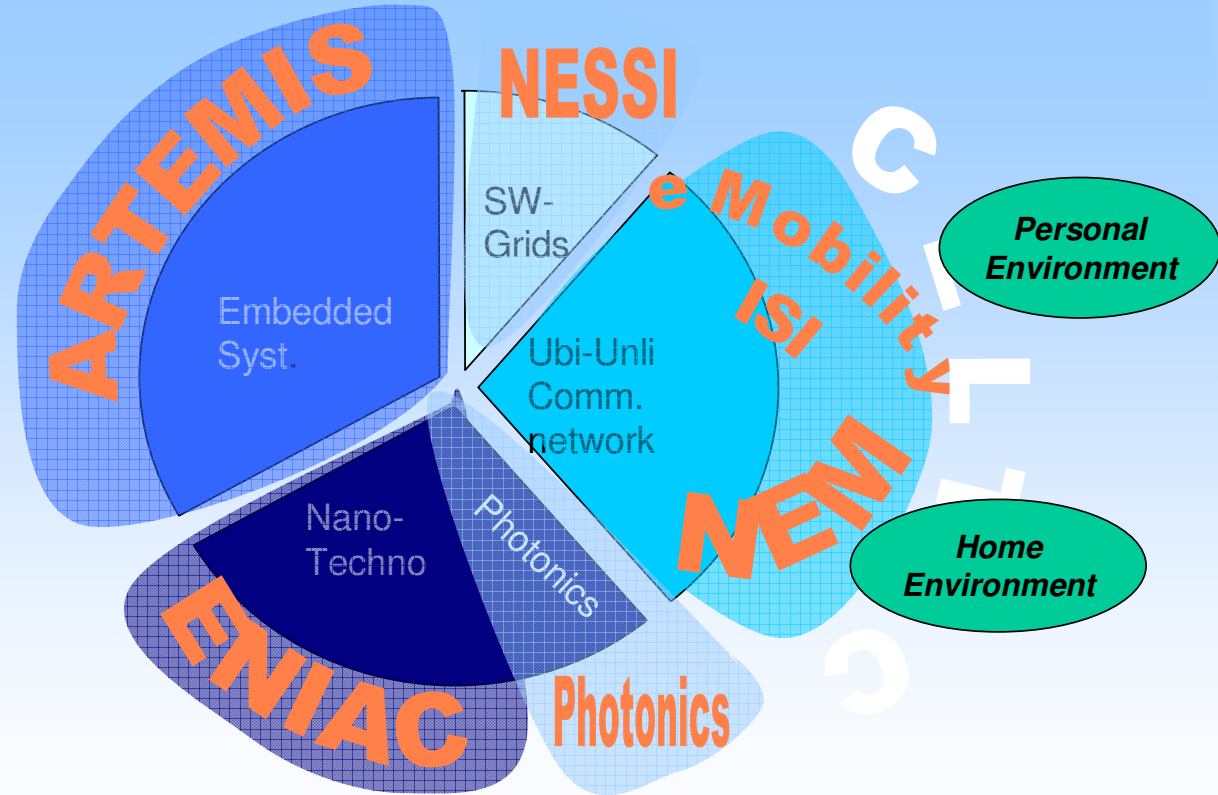 ARTEMIS
NESSI
SW-
Grids
e Mobility
ISI
NEM
Embedded
Syst.
Ubi-Unli
Comm.
network
Nano-
Techno
Photonics
ENIAC
Photonics
C
L
C
Personal
Environment
Home
Environment